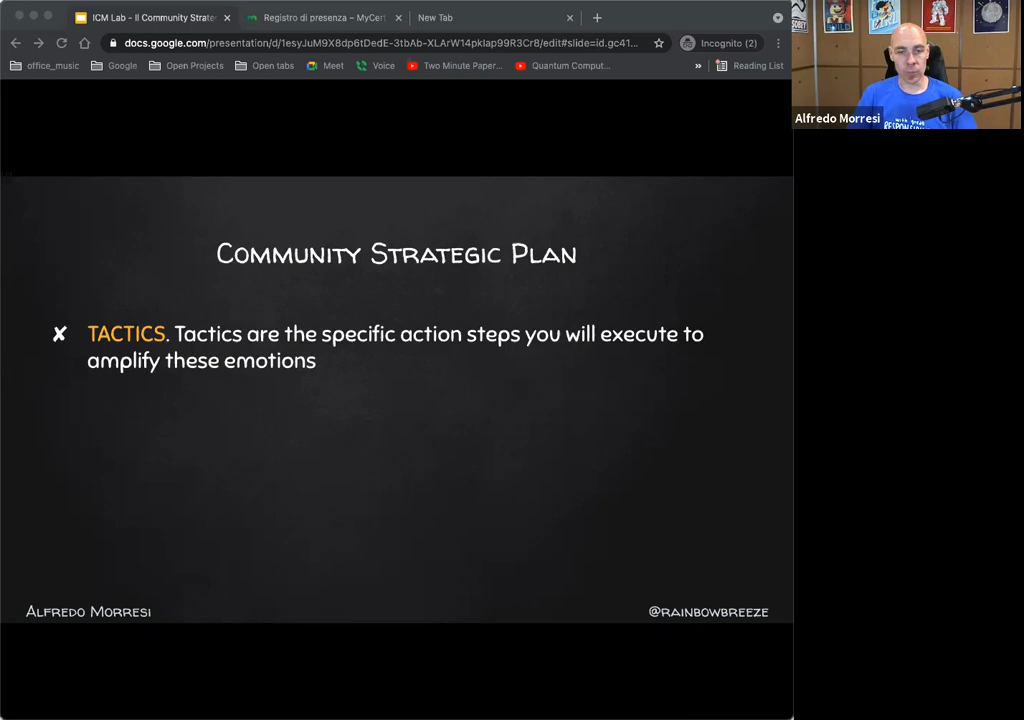 ICM Lab - Il Community Strate
Registro di presenza - MyCert
New Tab
docs.google.com/presentation/d/1esyJuM9X8dp6tDedE-3tbAb-XLArW14pkIap99R3Cr8/edit#slide=id.gc41...
Incognito (2)
office_music
Google
Open Projects
Open tabs
Meet
Voice
Two Minute Paper...
Quantum Comput...
»
Reading List
Alfredo Morresi
COMMUNITY STRATEGIC PLAN
✘ TACTICS. Tactics are the specific action steps you will execute to
amplify these emotions
ALFREDO MORRESI
@RAINBOWBREEZE